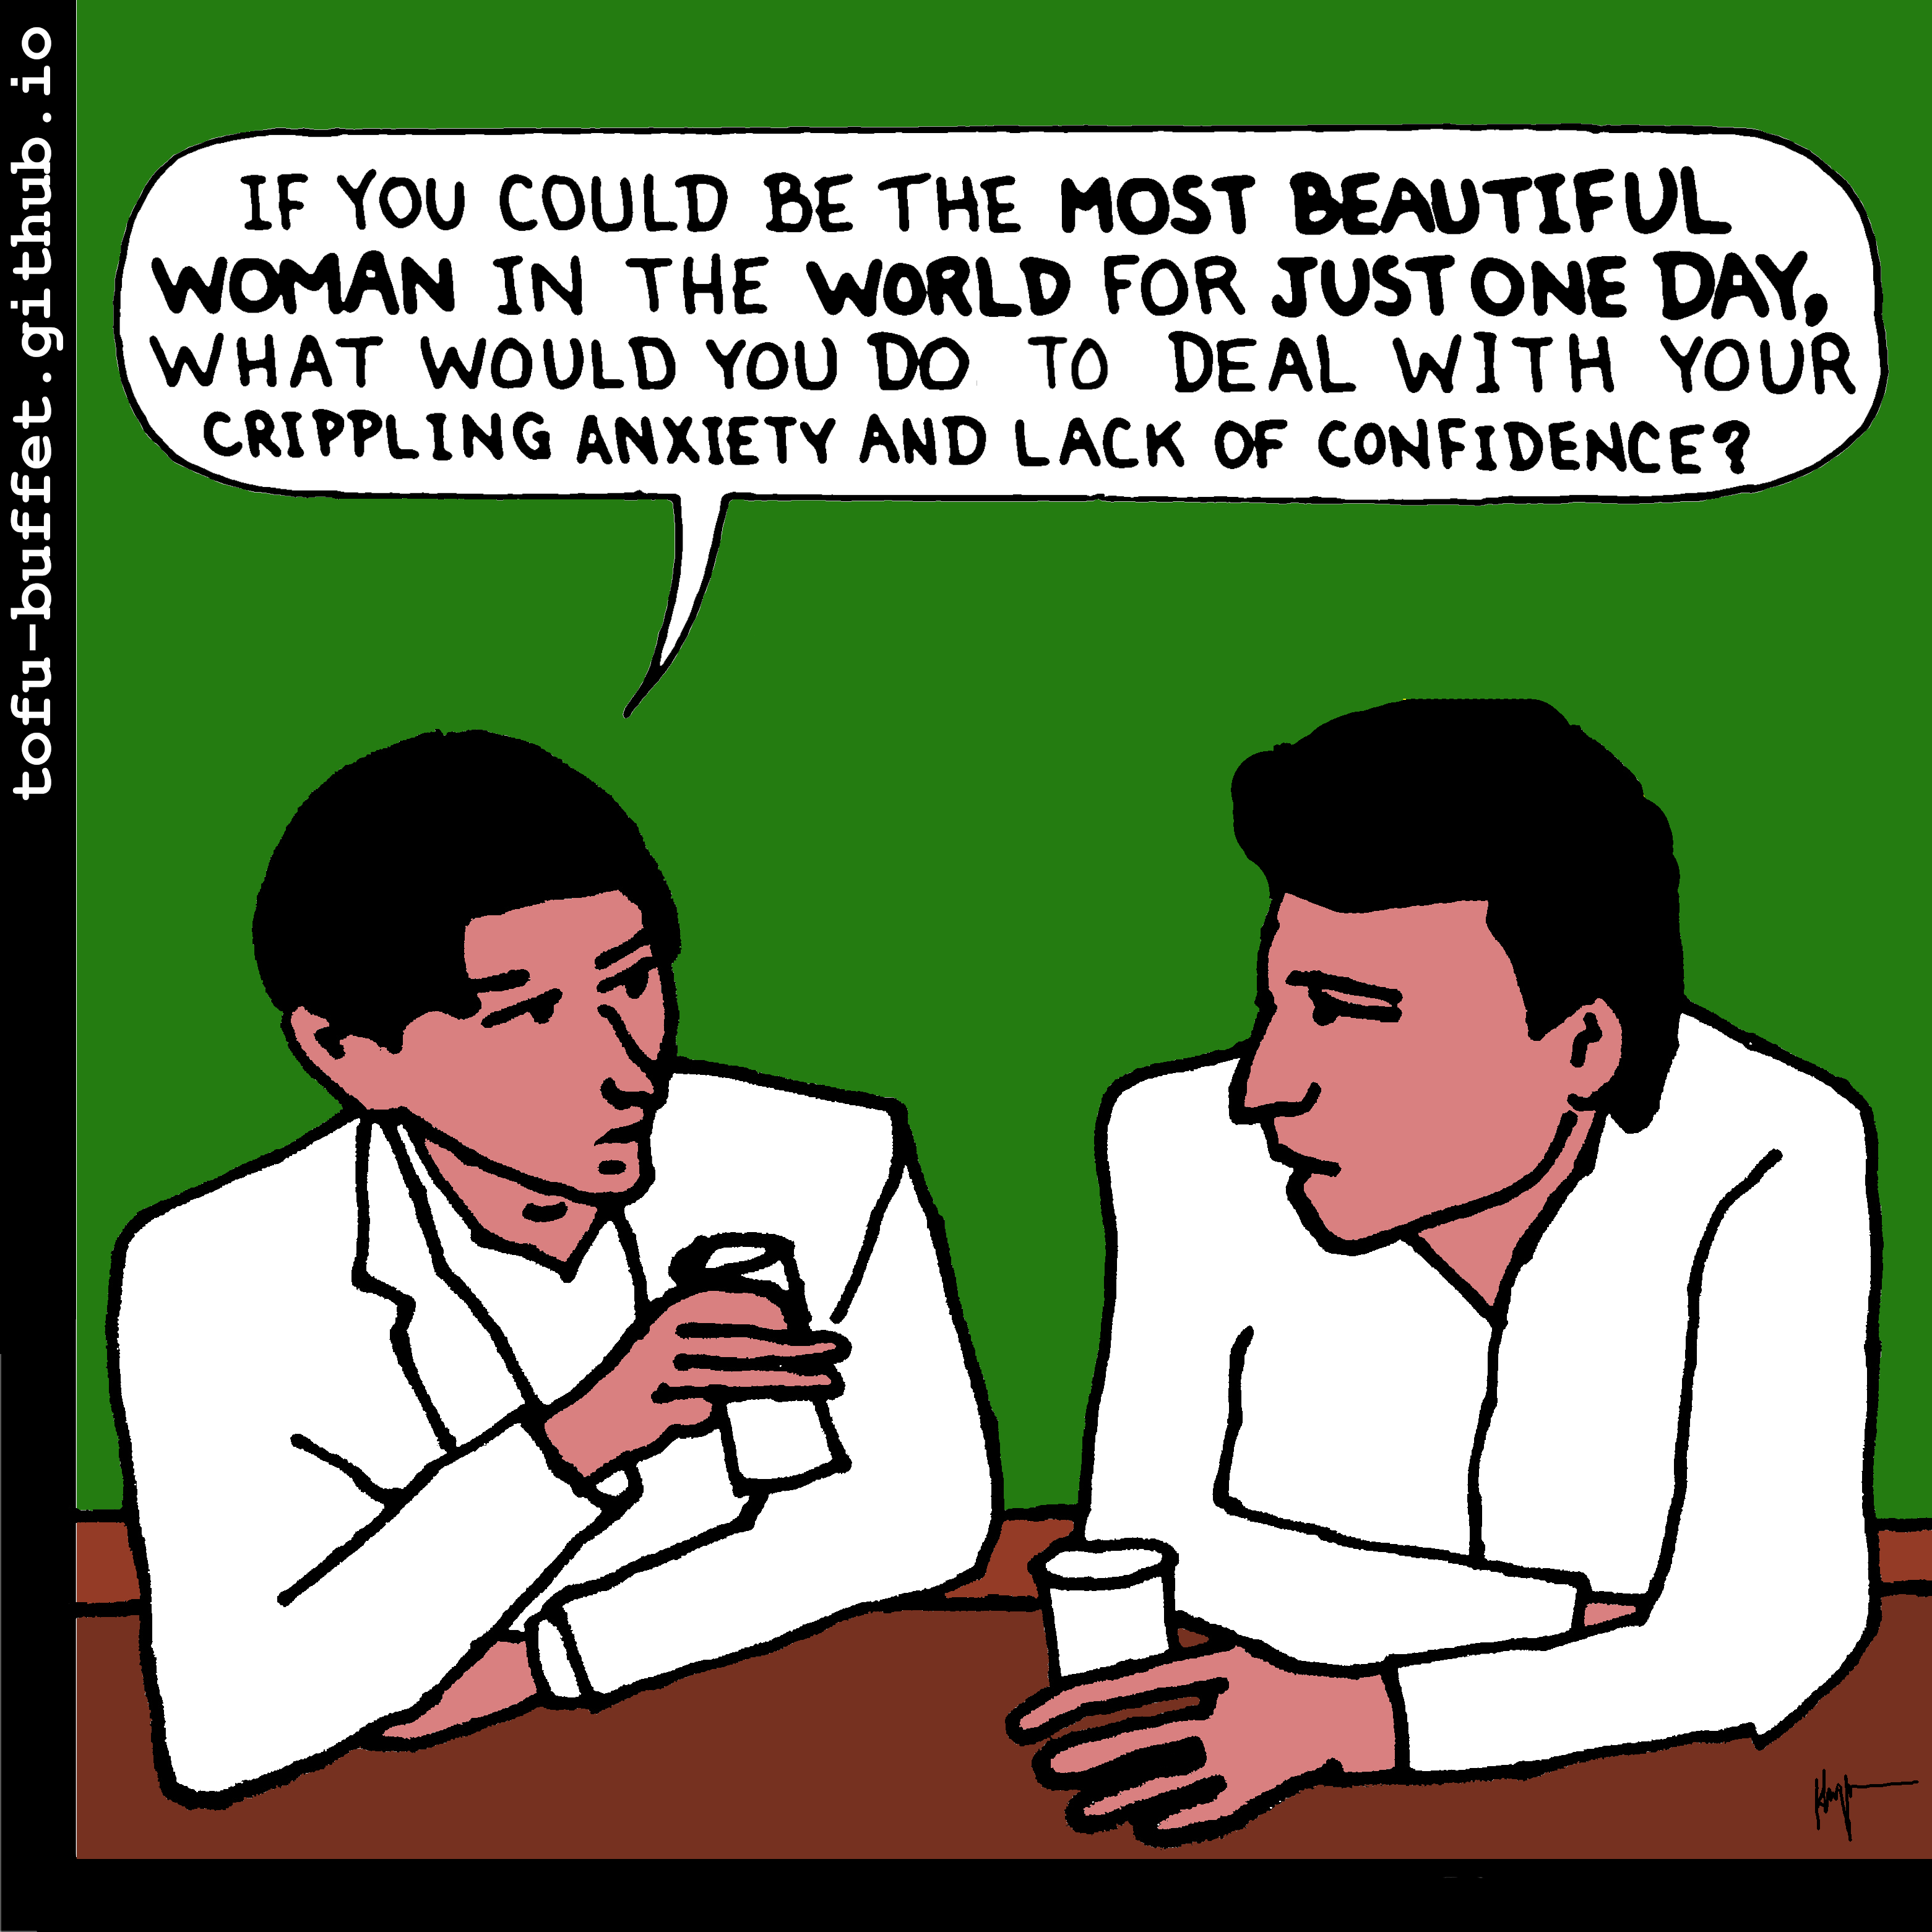 tofu-buffet.github.io
IF YOU COULD BE THE MOST BEAUTIFUL
WOMAN IN THE WORLD FOR JUST ONE DAY,
WHAT WOULD YOU DO TO DEAL WITH YOUR
CRIPPLING ANXIETY AND LACK OF CONFIDENCE?